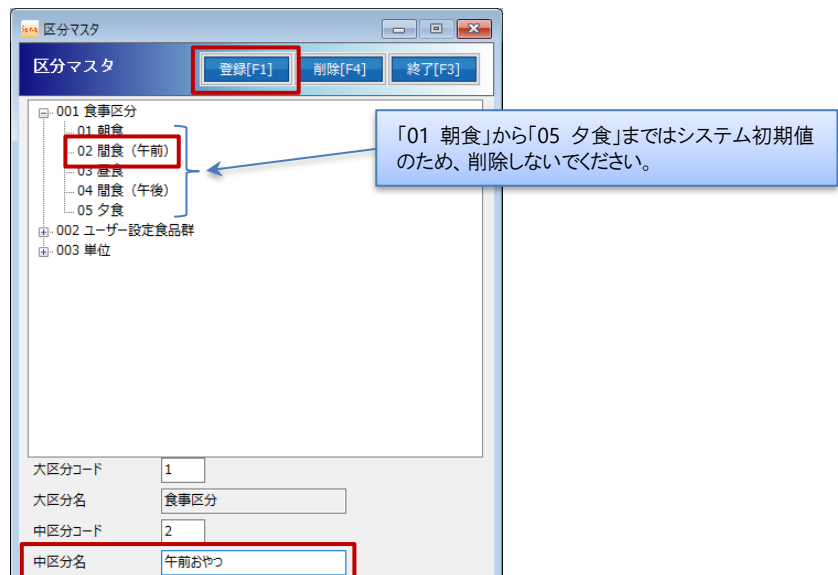 区分マスタ
区分マスタ
登録[F1]
削除[F4]
終了[F3]
001 食事区分
01 朝食
02 間食（午前）
03 昼食
04 間食（午後）
05 夕食
002 ユーザー設定食品群
003 単位
「01 朝食」から「05 夕食」まではシステム初期値
のため、削除しないでください。
大区分コード 1
大区分名 食事区分
中区分コード 2
中区分名 午前おやつ